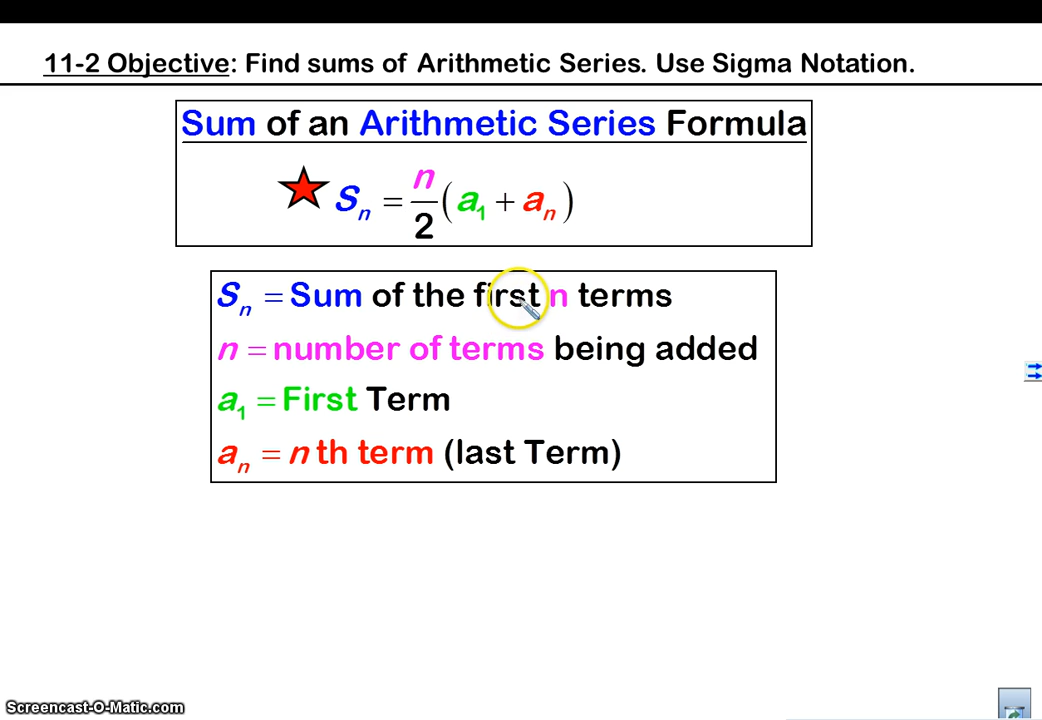 11-2 Objective: Find sums of Arithmetic Series. Use Sigma Notation.
Sum of an Arithmetic Series Formula
Sₙ = n/2 (a₁ + aₙ)
Sₙ = Sum of the first n terms
n = number of terms being added
a₁ = First Term
aₙ = n th term (last Term)
Screencast-O-Matic.com